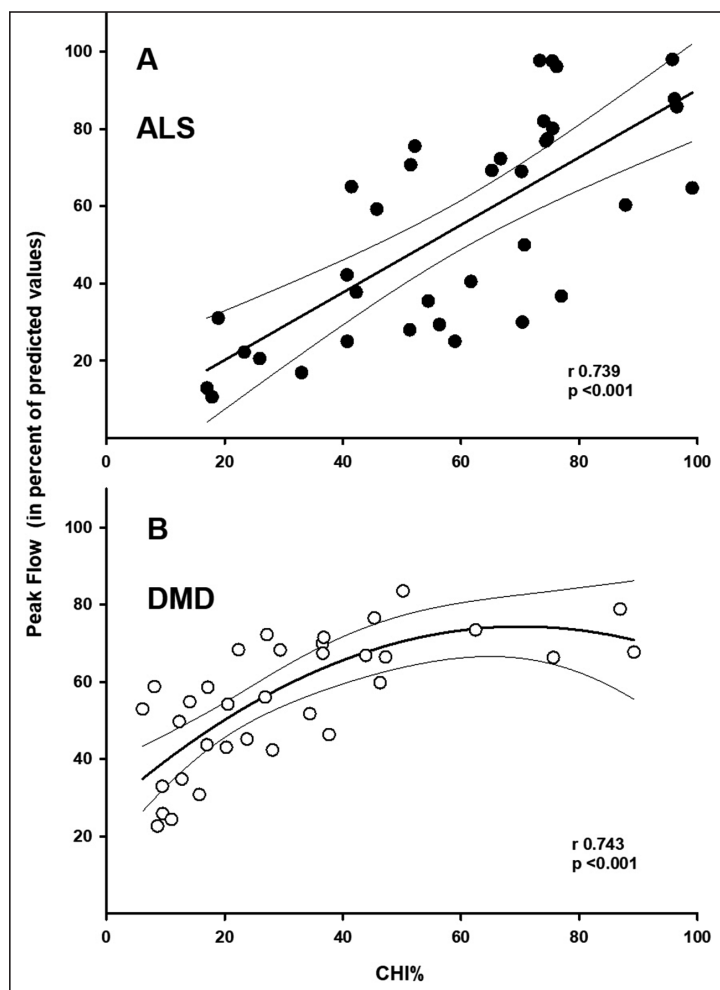 Peak Flow (in percent of predicted values)
A
ALS
100
80
60
40
20
r 0.739
p <0.001
0 20 40 60 80 100
B
DMD
100
80
60
40
20
r 0.743
p <0.001
0 20 40 60 80 100
CHI%